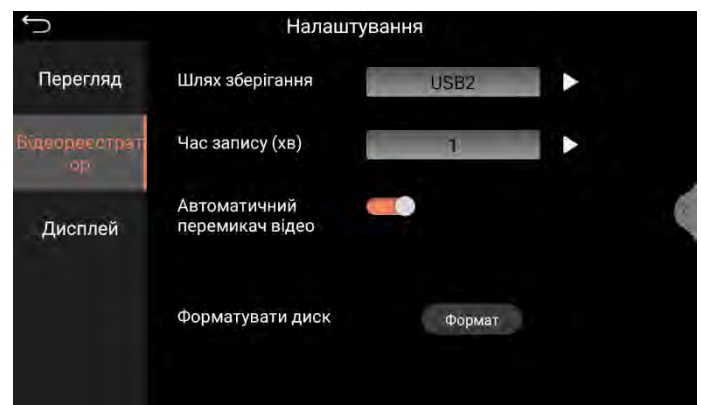 Налаштування
Перегляд
Шлях зберігання
USB2
Відеореєстрат
ор
Час запису (хв)
1
Автоматичний
перемикач відео
Дисплей
Форматувати диск
Формат